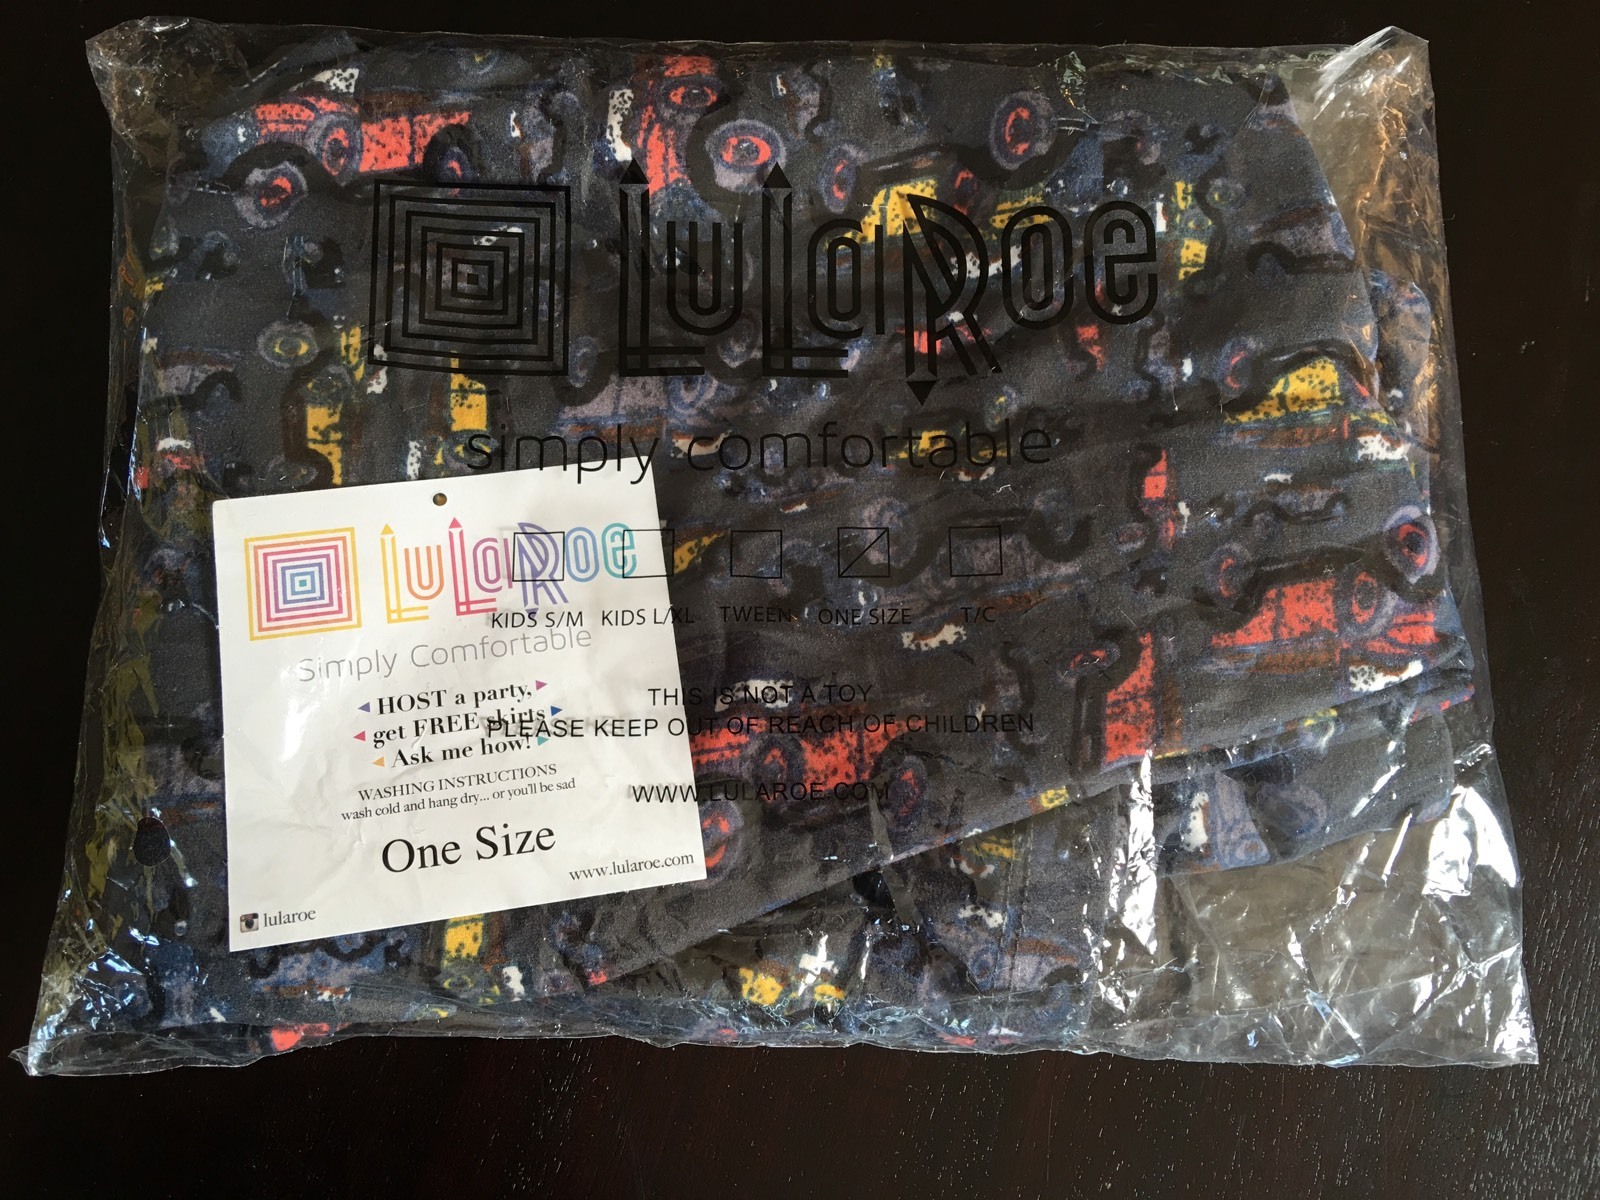 LuLaRoe
simply comfortable
KIDS S/M KIDS L/XL TWEEN ONE SIZE T/C
THIS IS NOT A TOY
PLEASE KEEP OUT OF REACH OF CHILDREN
WWW.LULAROE.COM
LuLaRoe
Simply Comfortable
HOST a party,
get FREE skirts
Ask me how!
WASHING INSTRUCTIONS
wash cold and hang dry... or you'll be sad
One Size
www.lularoe.com
lularoe